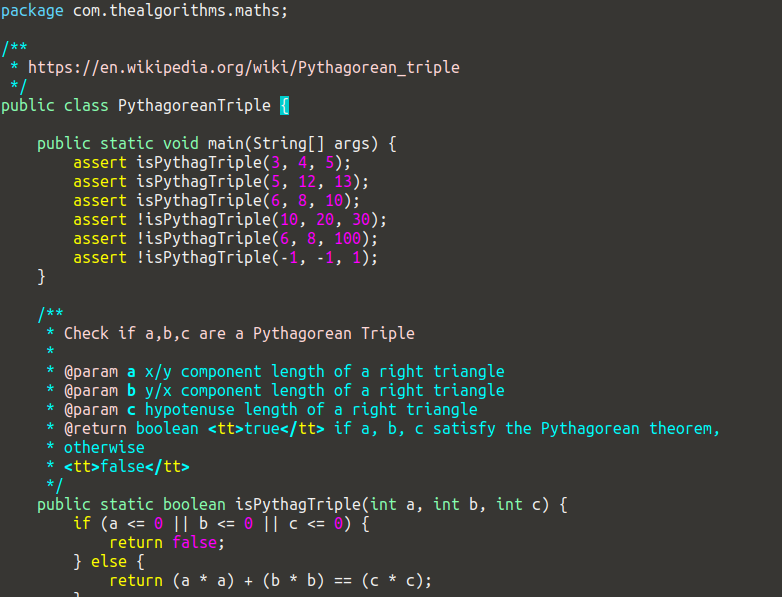 package com.thealgorithms.maths;
/**
 * https://en.wikipedia.org/wiki/Pythagorean_triple
 */
public class PythagoreanTriple {
    public static void main(String[] args) {
        assert isPythagTriple(3, 4, 5);
        assert isPythagTriple(5, 12, 13);
        assert isPythagTriple(6, 8, 10);
        assert !isPythagTriple(10, 20, 30);
        assert !isPythagTriple(6, 8, 100);
        assert !isPythagTriple(-1, -1, 1);
    }
    /**
     * Check if a,b,c are a Pythagorean Triple
     *
     * @param a x/y component length of a right triangle
     * @param b y/x component length of a right triangle
     * @param c hypotenuse length of a right triangle
     * @return boolean <tt>true</tt> if a, b, c satisfy the Pythagorean theorem,
     * otherwise
     * <tt>false</tt>
     */
    public static boolean isPythagTriple(int a, int b, int c) {
        if (a <= 0 || b <= 0 || c <= 0) {
            return false;
        } else {
            return (a * a) + (b * b) == (c * c);